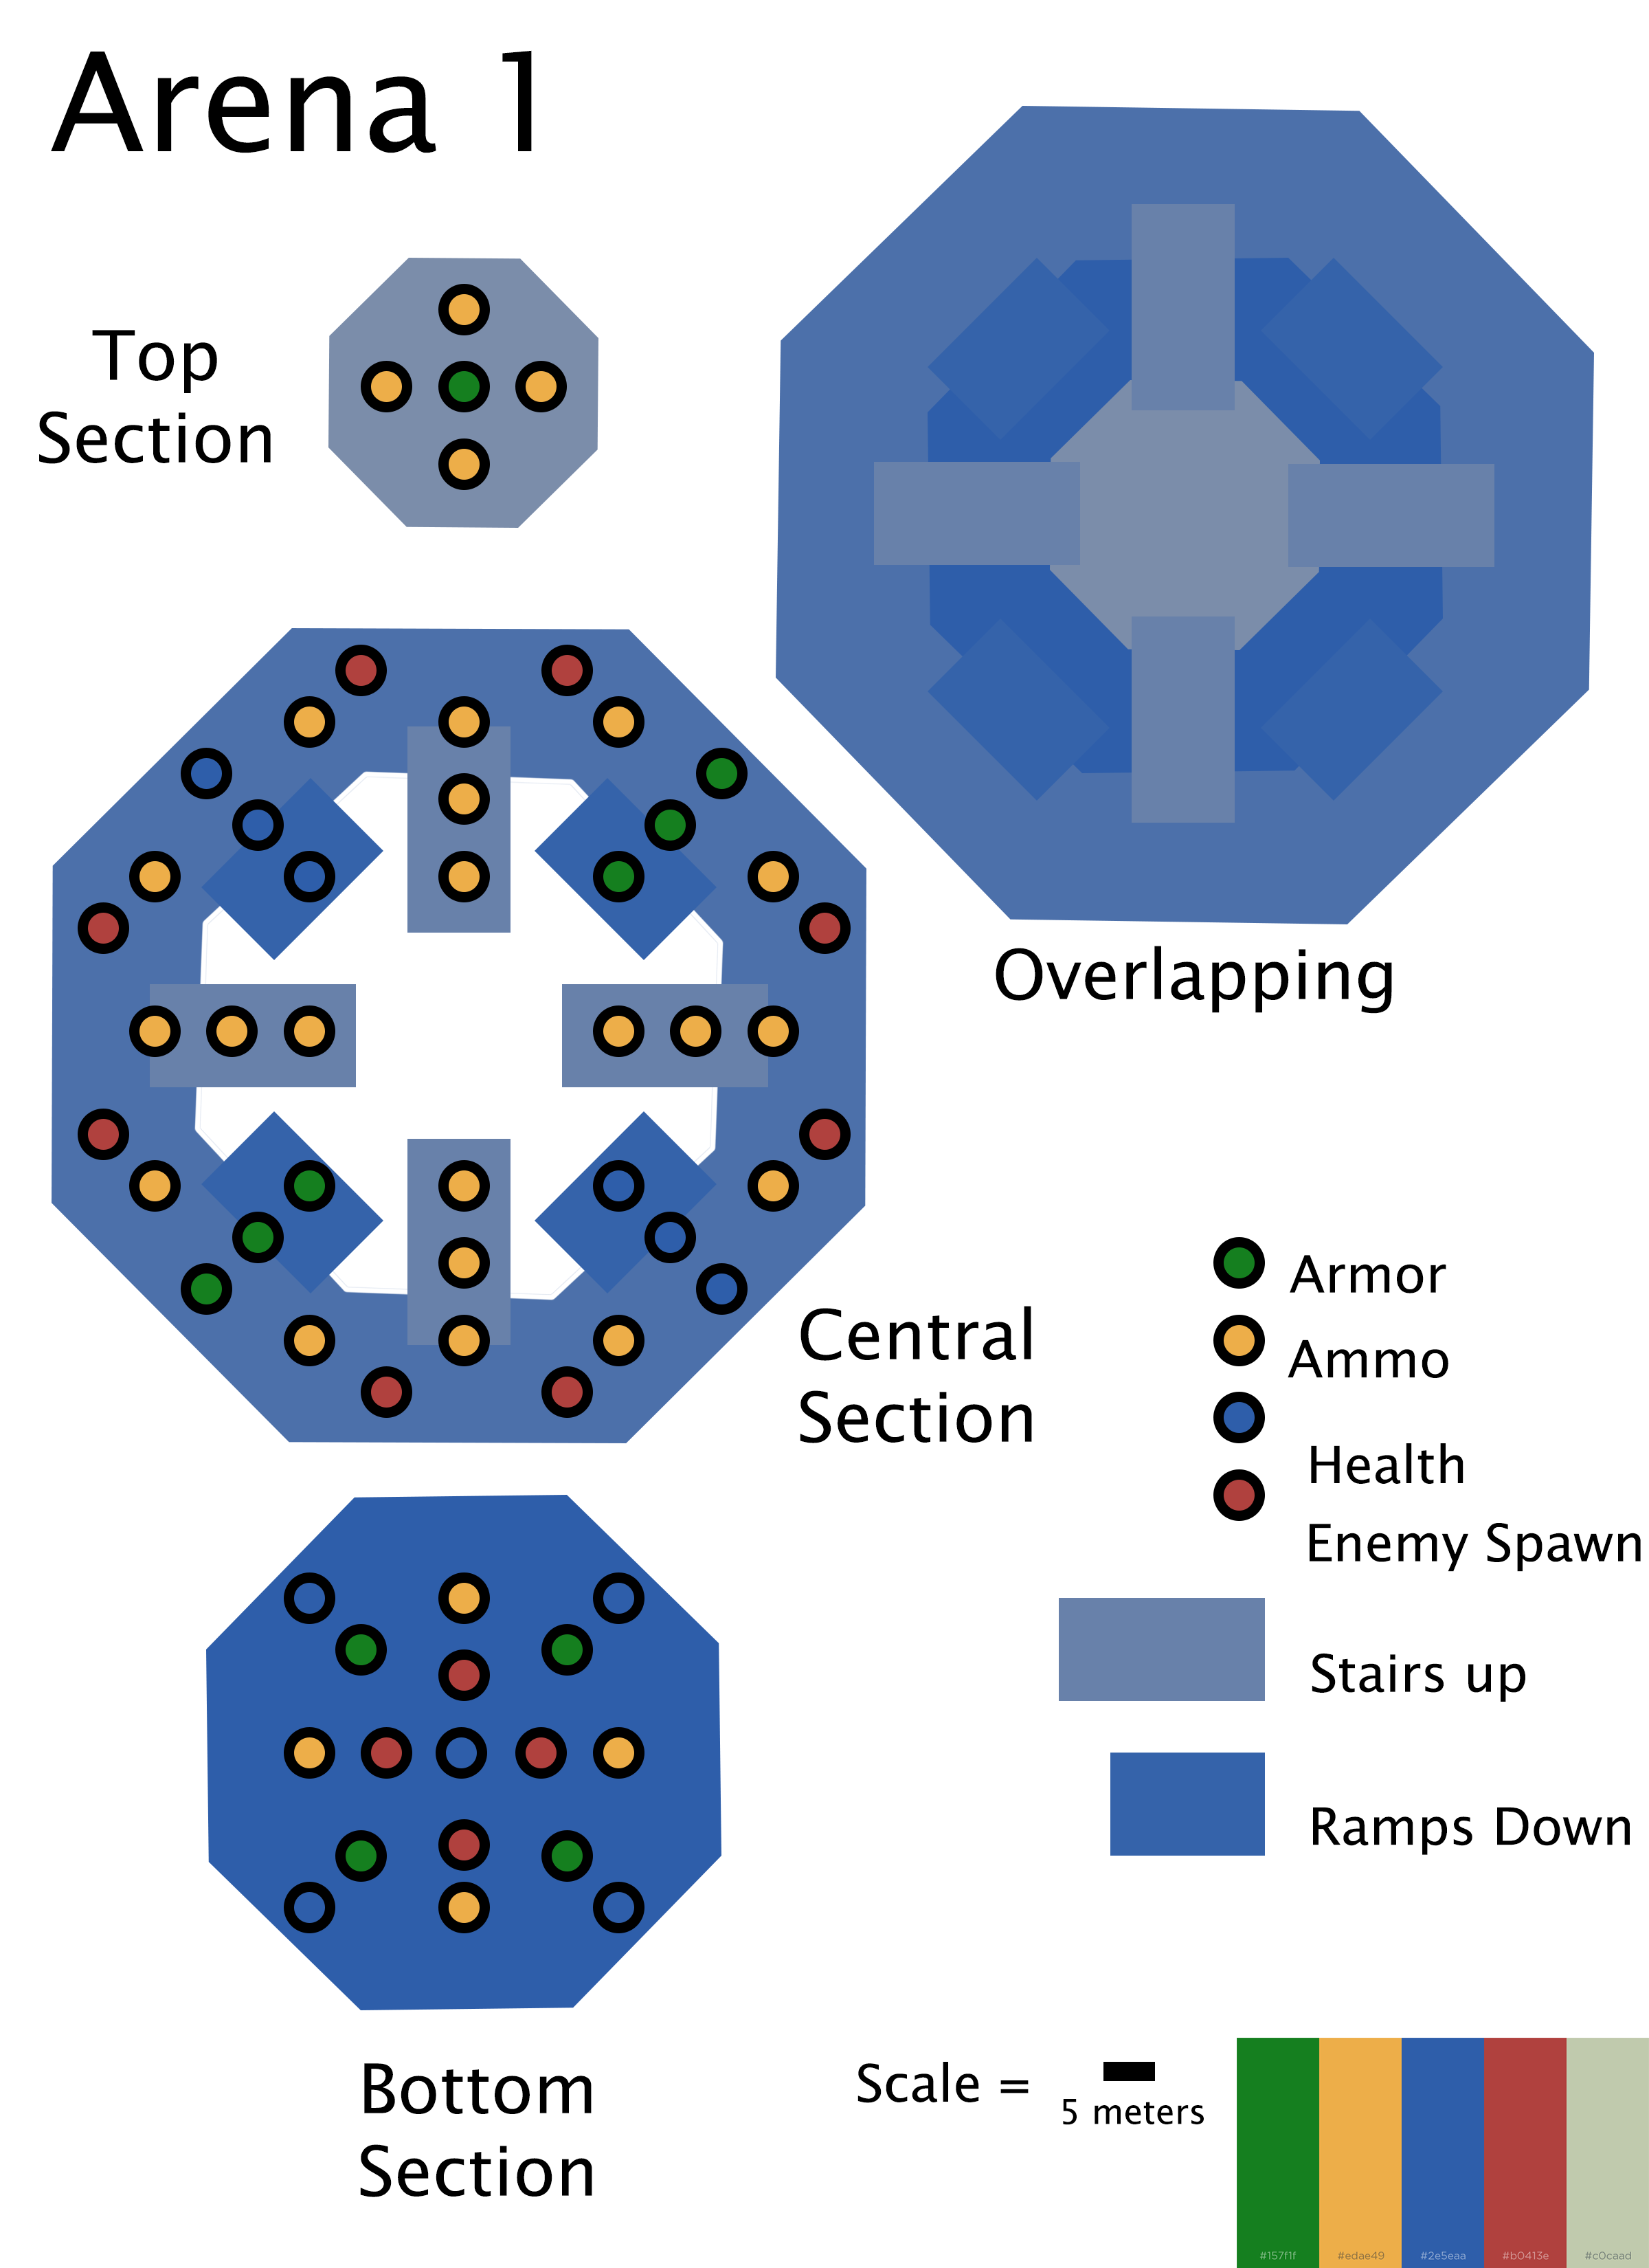 Arena 1
Top
Section
Overlapping
Central
Section
Armor
Ammo
Health
Enemy Spawn
Stairs up
Ramps Down
Bottom
Section
Scale =
5 meters
#157f1f
#edae49
#2e5eaa
#b0413e
#c0caad